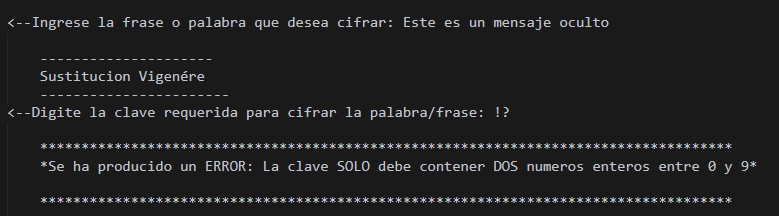 <--Ingrese la frase o palabra que desea cifrar: Este es un mensaje oculto
---------------------
Sustitucion Vigenére
-----------------------
<--Digite la clave requerida para cifrar la palabra/frase: !?
*************************************************************************************
*Se ha producido un ERROR: La clave SOLO debe contener DOS numeros enteros entre 0 y 9*
*************************************************************************************